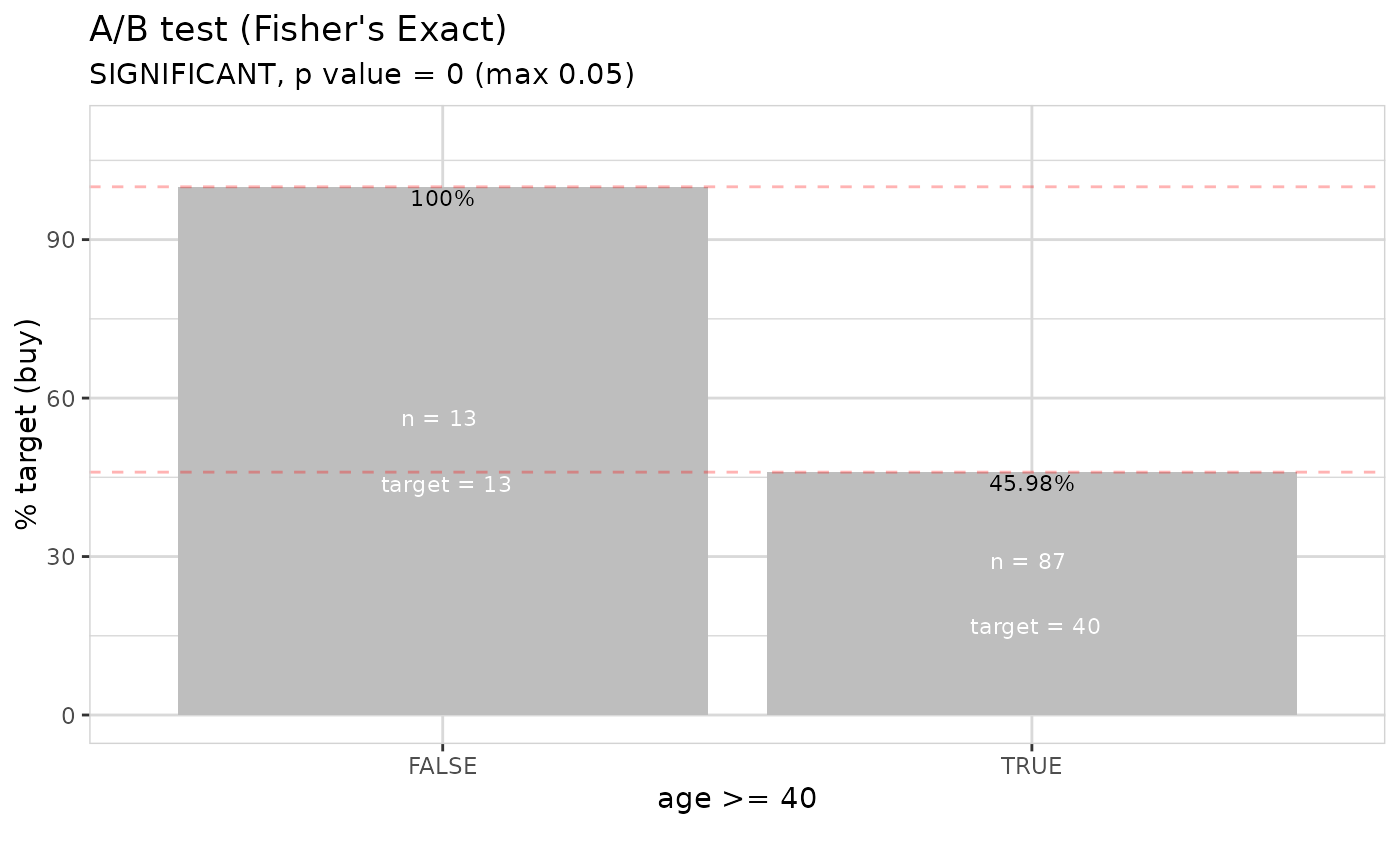 A/B test (Fisher's Exact)
SIGNIFICANT, p value = 0 (max 0.05)
% target (buy)
90
60
30
0
100%
n = 13
target = 13
45.98%
n = 87
target = 40
FALSE
TRUE
age >= 40